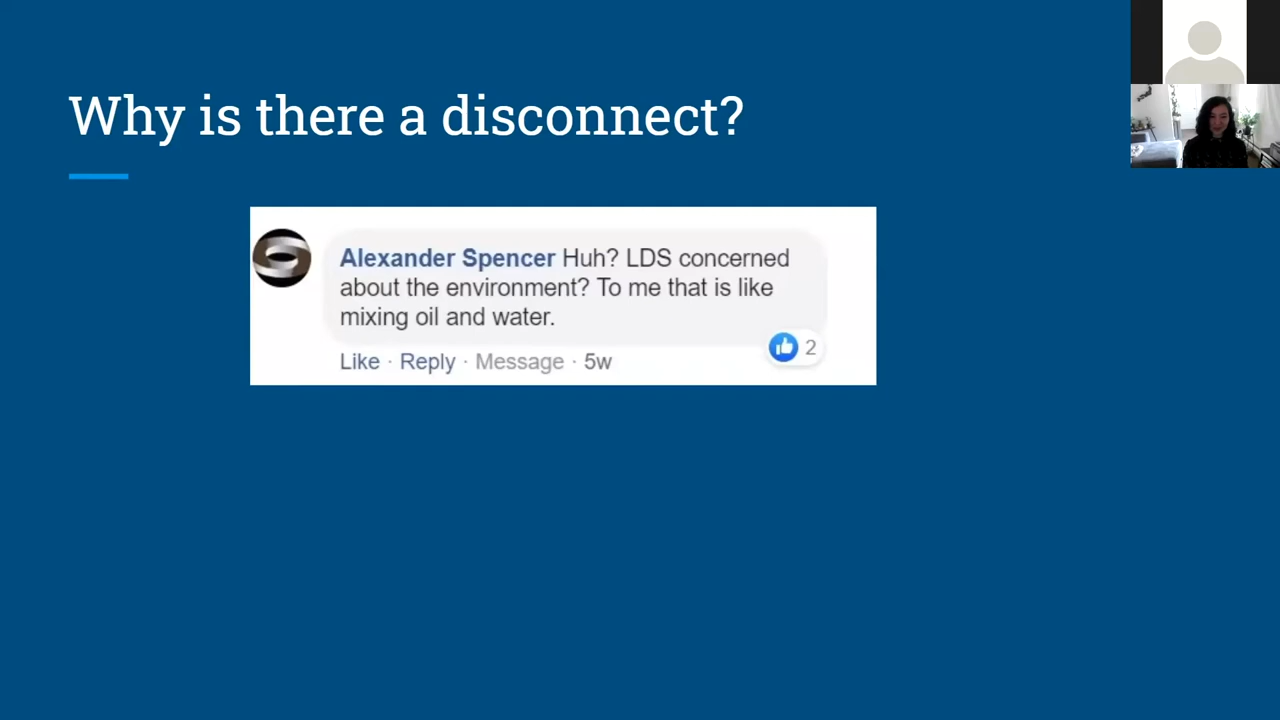 Why is there a disconnect?
Alexander Spencer Huh? LDS concerned
about the environment? To me that is like
mixing oil and water.
Like · Reply · Message · 5w
2